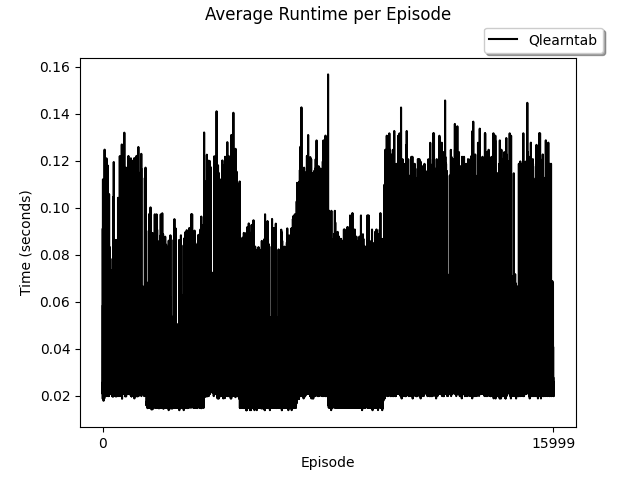 Average Runtime per Episode
Qlearntab
0.16
0.14
0.12
0.10
0.08
0.06
0.04
0.02
Time (seconds)
0
15999
Episode